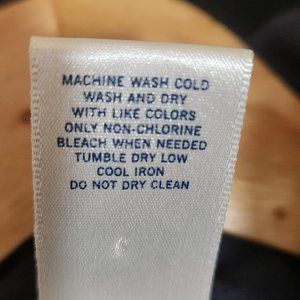 MACHINE WASH COLD
WASH AND DRY
WITH LIKE COLORS
ONLY NON-CHLORINE
BLEACH WHEN NEEDED
TUMBLE DRY LOW
COOL IRON
DO NOT DRY CLEAN